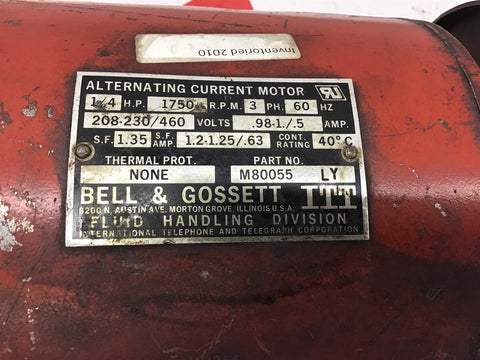 Inventoried 2010
ALTERNATING CURRENT MOTOR RU
1/4 H.P. 1750 R.P.M. 3 PH. 60 HZ
208-230/460 VOLTS .98-1./.5 AMP.
S.F. 1.35 S.F. AMP. 1.2-1.25/.63 CONT. RATING 40°C
THERMAL PROT. PART NO.
NONE M80055 LY
BELL & GOSSETT ITT
8200 N. AUSTIN AVE. MORTON GROVE, ILLINOIS U.S.A.
FLUID HANDLING DIVISION
INTERNATIONAL TELEPHONE AND TELEGRAPH CORPORATION